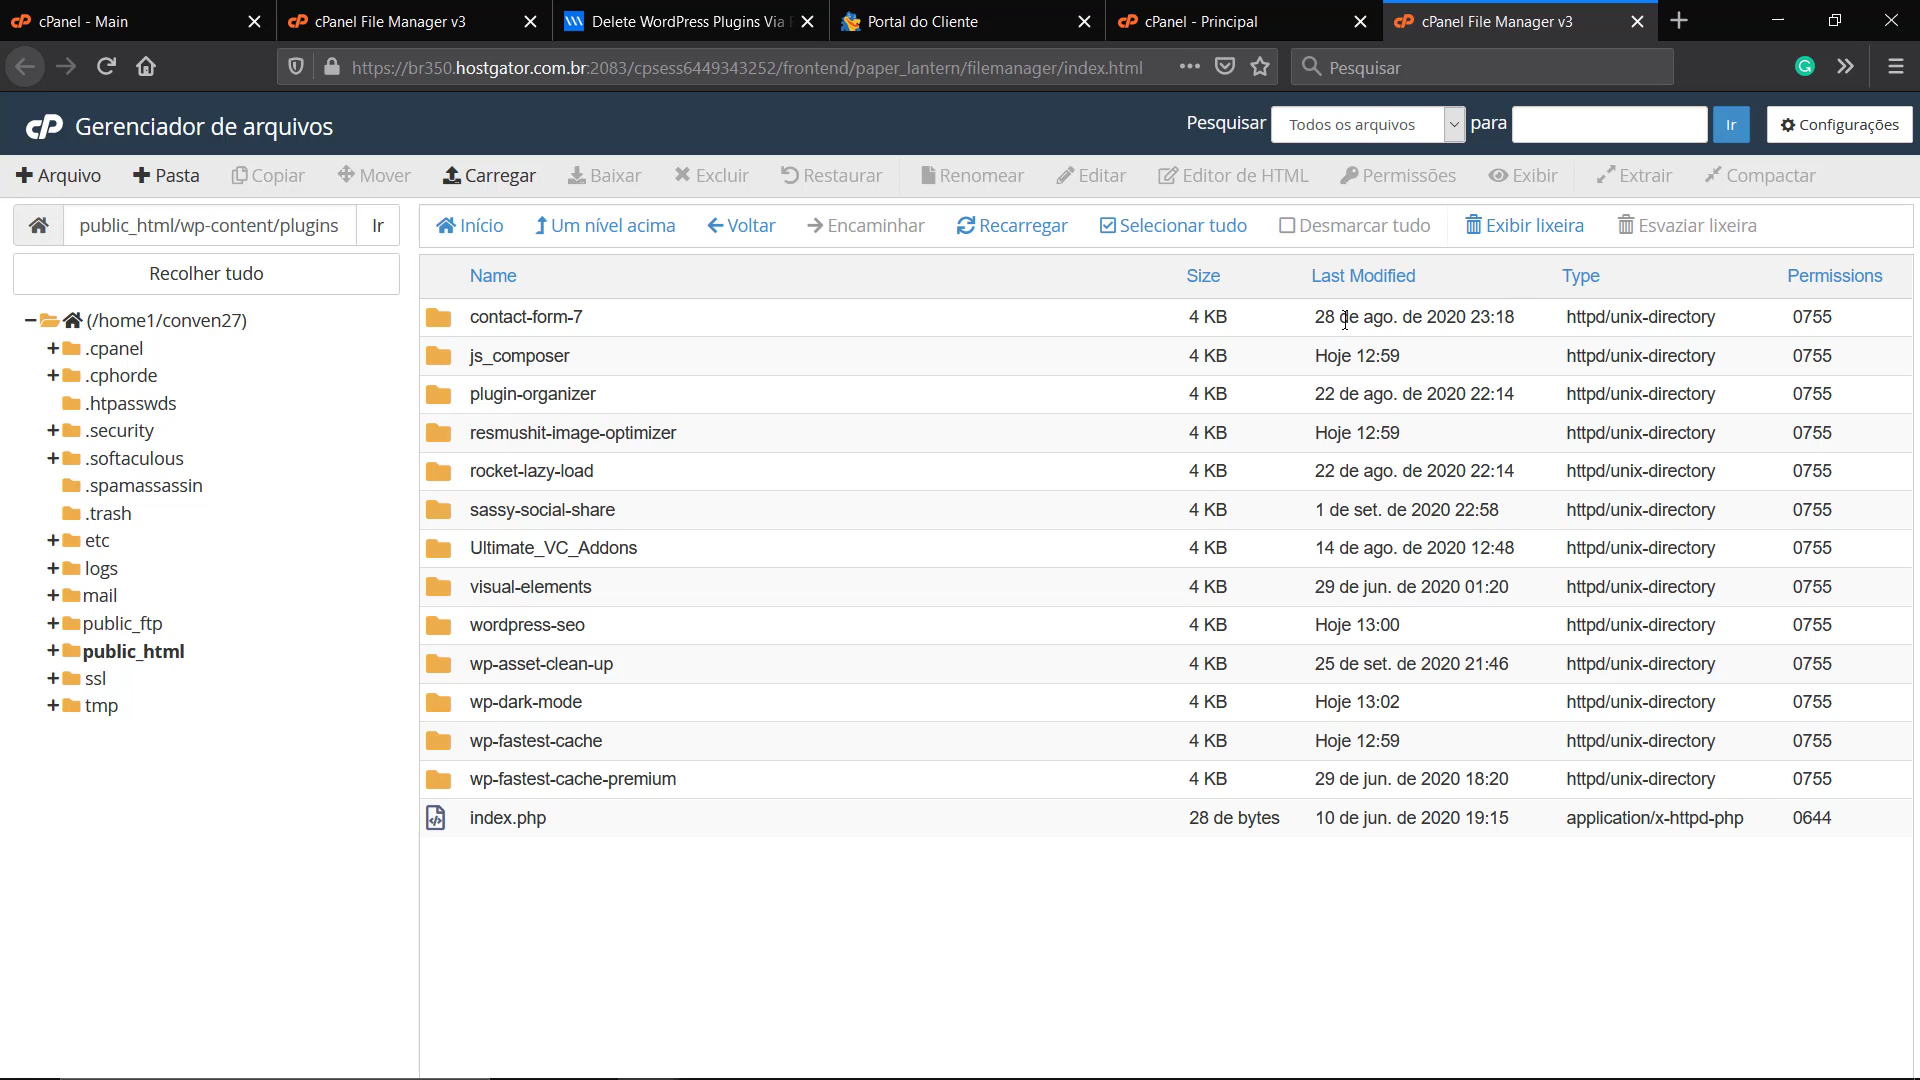 cPanel - Main
cPanel File Manager v3
Delete WordPress Plugins Via
Portal do Cliente
cPanel - Principal
cPanel File Manager v3
https://br350.hostgator.com.br:2083/cpsess6449343252/frontend/paper_lantern/filemanager/index.html
Pesquisar
cP Gerenciador de arquivos
Pesquisar Todos os arquivos para Ir Configurações
Arquivo Pasta Copiar Mover Carregar Baixar Excluir Restaurar Renomear Editar Editor de HTML Permissões Exibir Extrair Compactar
public_html/wp-content/plugins Ir
Início Um nível acima Voltar Encaminhar Recarregar Selecionar tudo Desmarcar tudo Exibir lixeira Esvaziar lixeira
Recolher tudo
(/home1/conven27)
.cpanel
.cphorde
.htpasswds
.security
.softaculous
.spamassassin
.trash
etc
logs
mail
public_ftp
public_html
ssl
tmp
Name Size Last Modified Type Permissions
contact-form-7 4 KB 28 de ago. de 2020 23:18 httpd/unix-directory 0755
js_composer 4 KB Hoje 12:59 httpd/unix-directory 0755
plugin-organizer 4 KB 22 de ago. de 2020 22:14 httpd/unix-directory 0755
resmushit-image-optimizer 4 KB Hoje 12:59 httpd/unix-directory 0755
rocket-lazy-load 4 KB 22 de ago. de 2020 22:14 httpd/unix-directory 0755
sassy-social-share 4 KB 1 de set. de 2020 22:58 httpd/unix-directory 0755
Ultimate_VC_Addons 4 KB 14 de ago. de 2020 12:48 httpd/unix-directory 0755
visual-elements 4 KB 29 de jun. de 2020 01:20 httpd/unix-directory 0755
wordpress-seo 4 KB Hoje 13:00 httpd/unix-directory 0755
wp-asset-clean-up 4 KB 25 de set. de 2020 21:46 httpd/unix-directory 0755
wp-dark-mode 4 KB Hoje 13:02 httpd/unix-directory 0755
wp-fastest-cache 4 KB Hoje 12:59 httpd/unix-directory 0755
wp-fastest-cache-premium 4 KB 29 de jun. de 2020 18:20 httpd/unix-directory 0755
index.php 28 de bytes 10 de jun. de 2020 19:15 application/x-httpd-php 0644